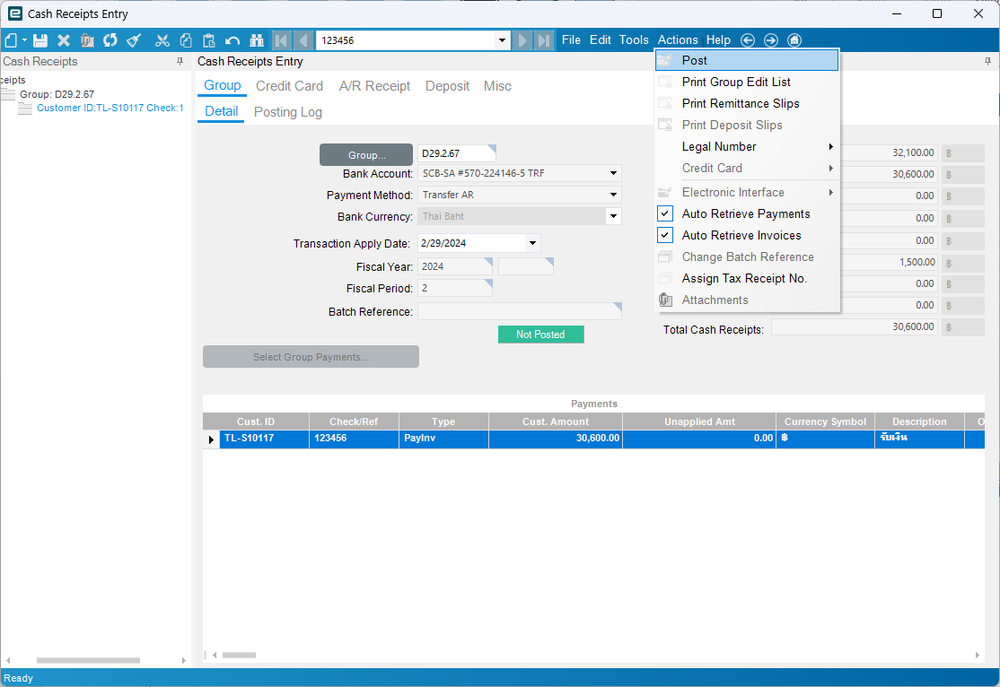 Cash Receipts Entry
123456
File Edit Tools Actions Help
Cash Receipts
Cash Receipts Entry
ceipts
Group: D29.2.67
Customer ID:TL-S10117 Check:1
Group Credit Card A/R Receipt Deposit Misc
Detail Posting Log
Group... D29.2.67
Bank Account: SCB-SA #570-224146-5 TRF
Payment Method: Transfer AR
Bank Currency: Thai Baht
Transaction Apply Date: 2/29/2024
Fiscal Year: 2024
Fiscal Period: 2
Batch Reference:
Not Posted
Select Group Payments...
Post
Print Group Edit List
Print Remittance Slips
Print Deposit Slips
Legal Number
Credit Card
Electronic Interface
Auto Retrieve Payments
Auto Retrieve Invoices
Change Batch Reference
Assign Tax Receipt No.
Attachments
32,100.00 ฿
30,600.00 ฿
0.00 ฿
0.00 ฿
0.00 ฿
1,500.00 ฿
0.00 ฿
0.00 ฿
Total Cash Receipts: 30,600.00 ฿
Payments
Cust. ID Check/Ref Type Cust. Amount Unapplied Amt Currency Symbol Description O
TL-S10117 123456 PayInv 30,600.00 0.00 ฿ รับเงิน
Ready